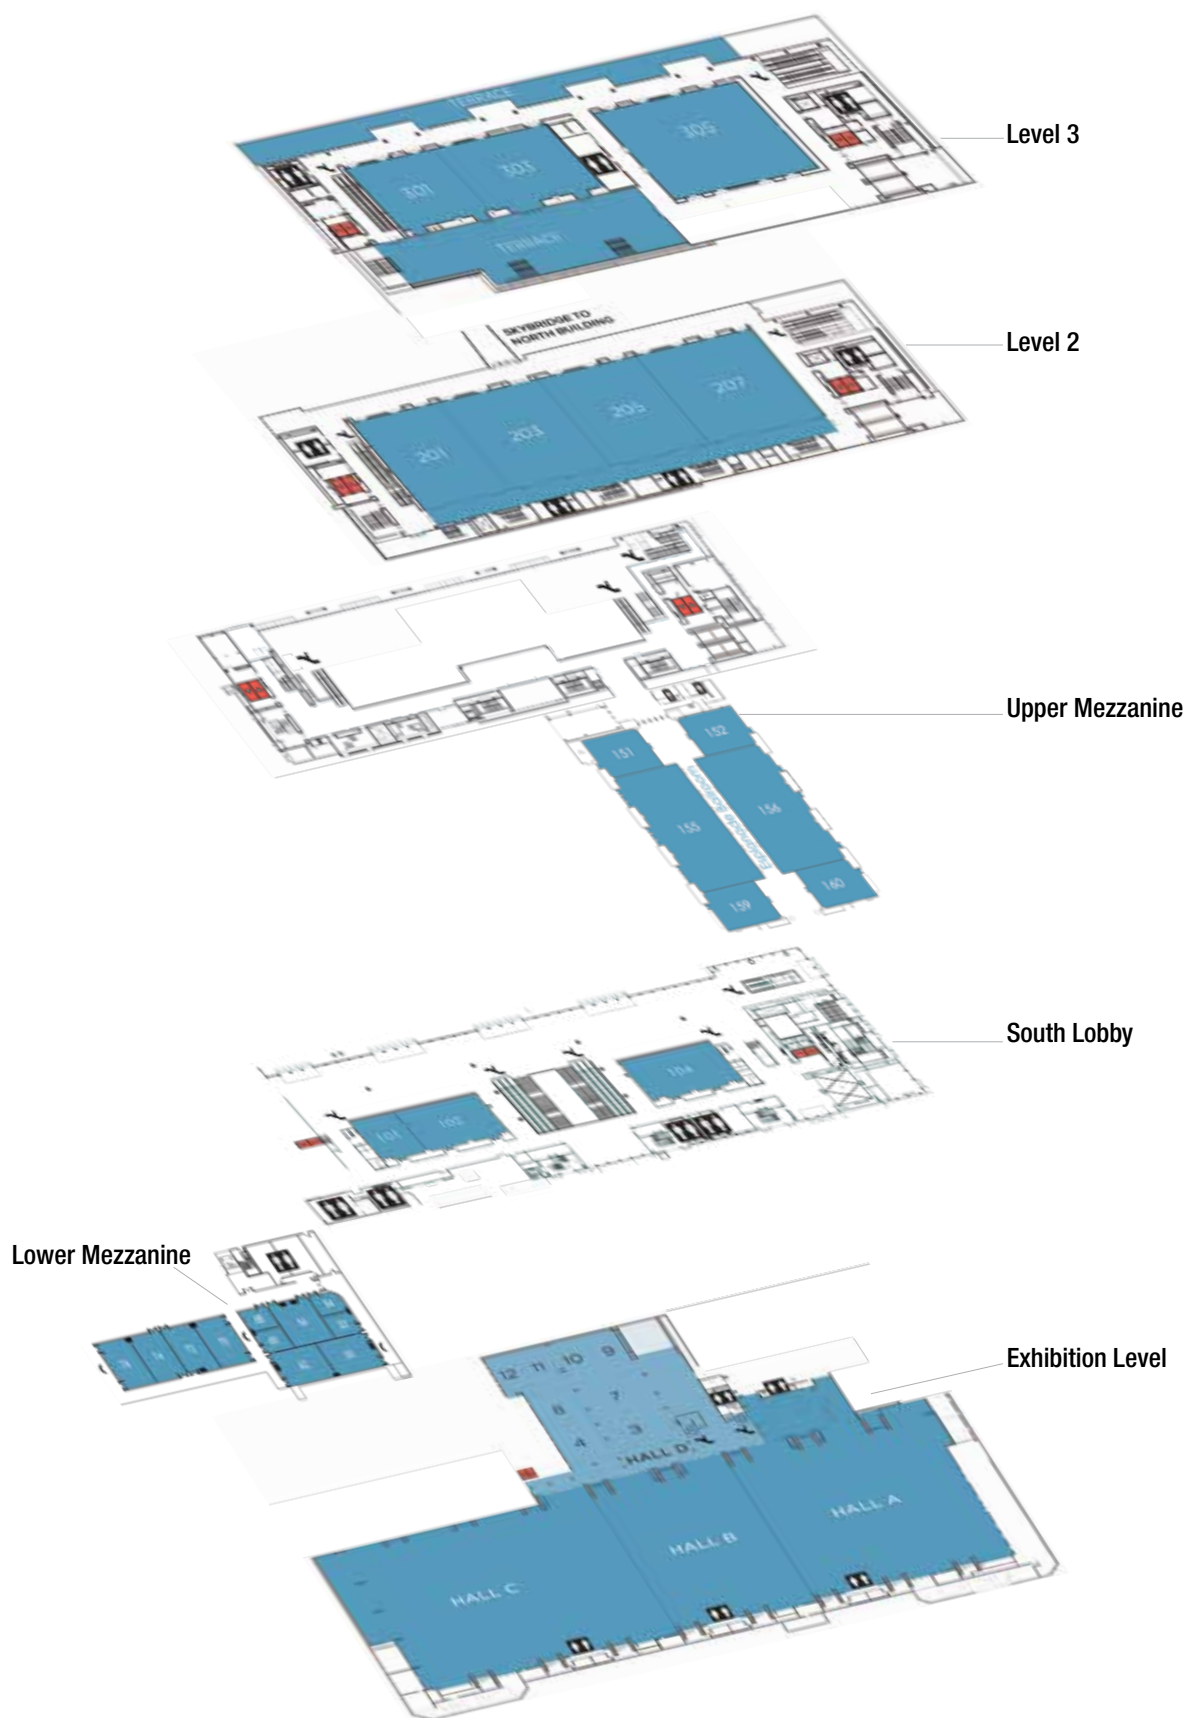 TERRACE
305
Level 3
303
301
TERRACE
SKYBRIDGE TO
NORTH BUILDING
Level 2
207
205
203
201
Upper Mezzanine
152
151
Esplanade Ballroom
156
155
160
159
South Lobby
104
102
101
Lower Mezzanine
Exhibition Level
12 11 10 9
7
3
4
HALL D
HALL A
HALL B
HALL C